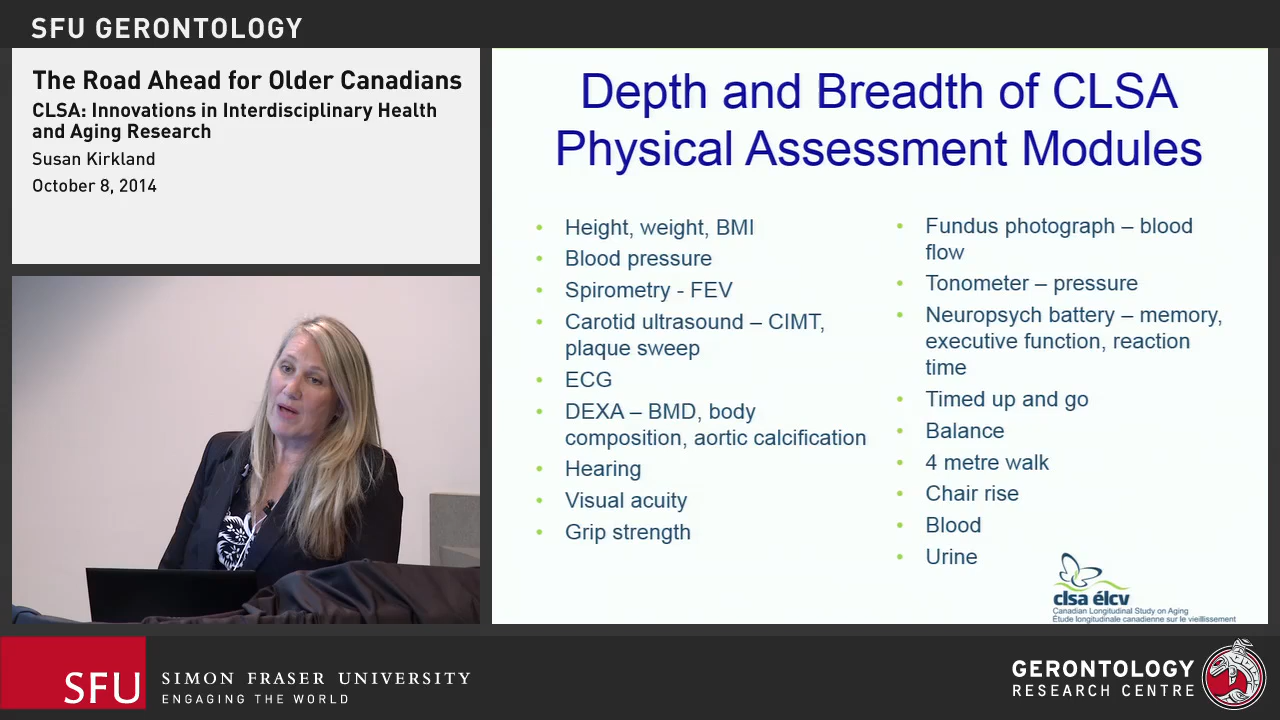 SFU GERONTOLOGY
The Road Ahead for Older Canadians
CLSA: Innovations in Interdisciplinary Health
and Aging Research
Susan Kirkland
October 8, 2014
Depth and Breadth of CLSA
Physical Assessment Modules
• Height, weight, BMI
• Blood pressure
• Spirometry - FEV
• Carotid ultrasound – CIMT,
plaque sweep
• ECG
• DEXA – BMD, body
composition, aortic calcification
• Hearing
• Visual acuity
• Grip strength
• Fundus photograph – blood
flow
• Tonometer – pressure
• Neuropsych battery – memory,
executive function, reaction
time
• Timed up and go
• Balance
• 4 metre walk
• Chair rise
• Blood
• Urine
clsa élcv
Canadian Longitudinal Study on Aging
Étude longitudinale canadienne sur le vieillissement
SFU
SIMON FRASER UNIVERSITY
ENGAGING THE WORLD
GERONTOLOGY
RESEARCH CENTRE